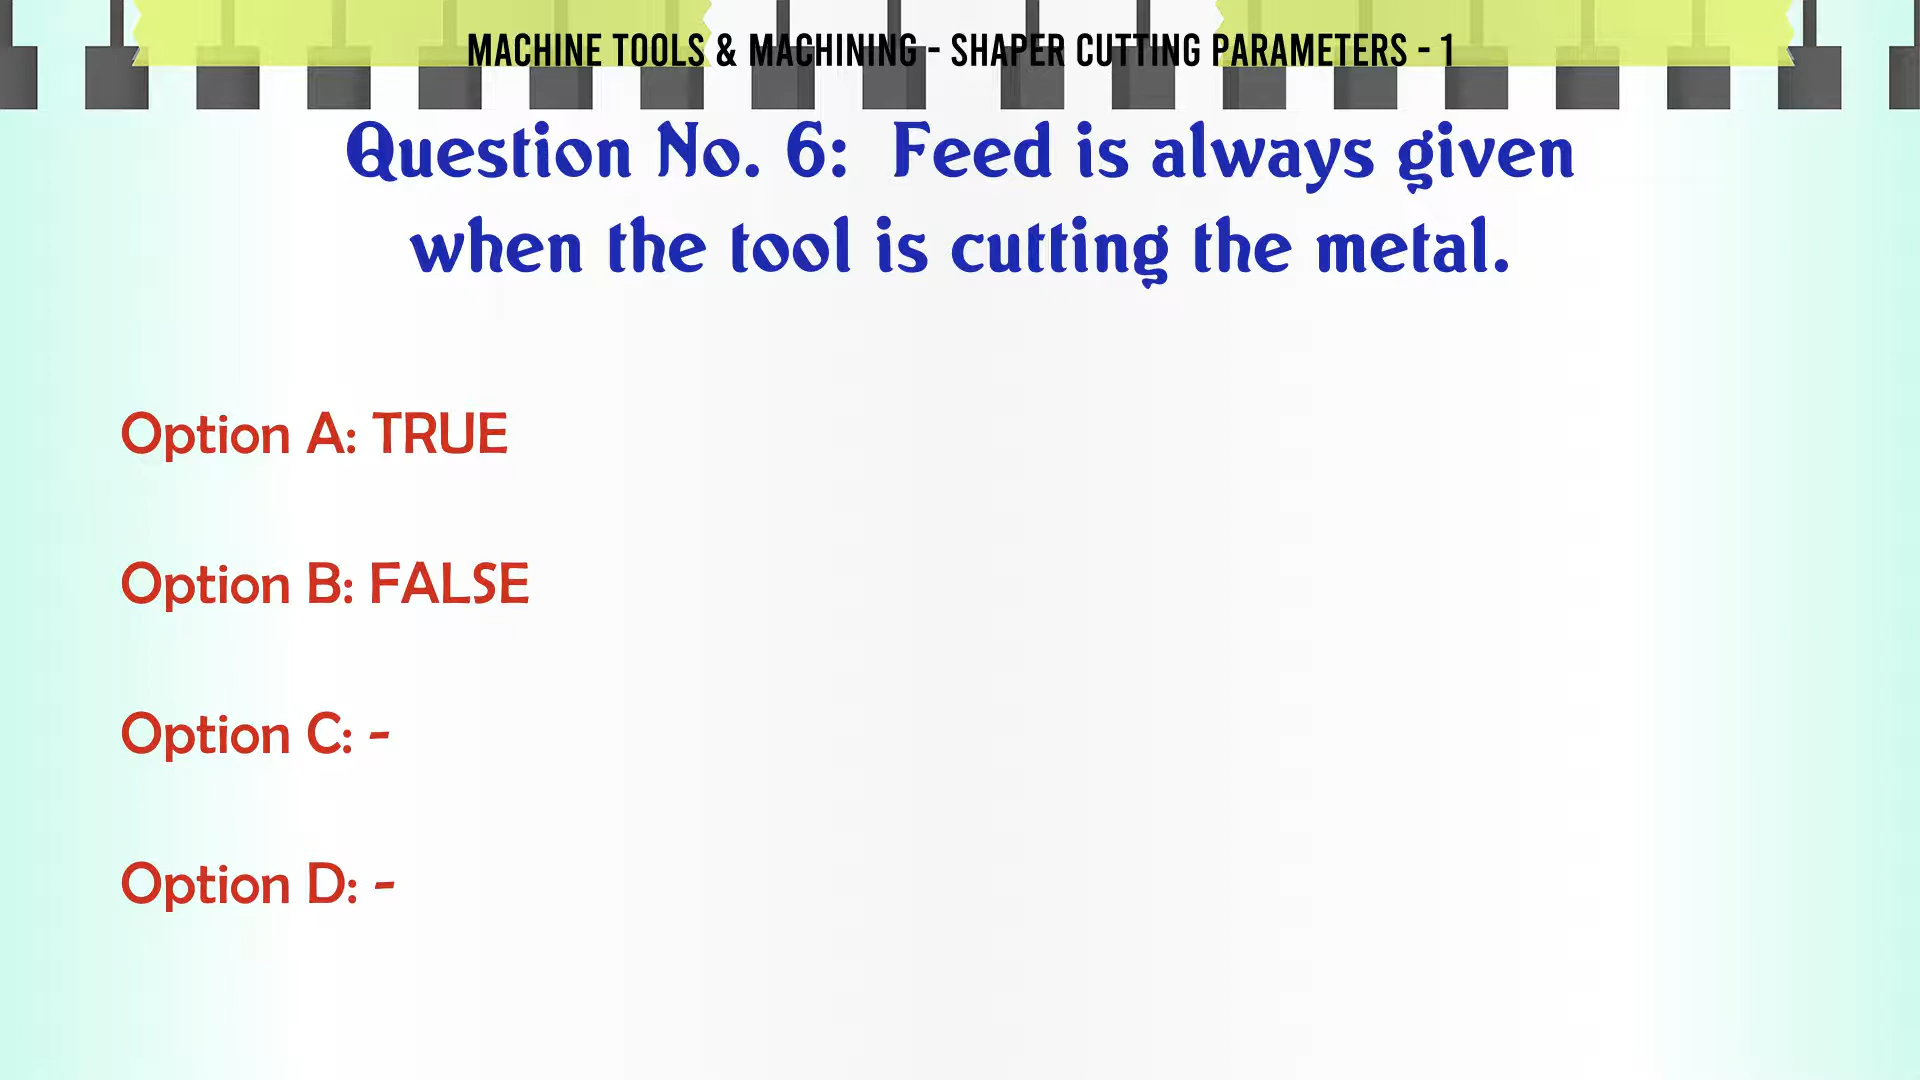 MACHINE TOOLS & MACHINING - SHAPER CUTTING PARAMETERS - 1
Question No. 6: Feed is always given
when the tool is cutting the metal.
Option A: TRUE
Option B: FALSE
Option C: -
Option D: -